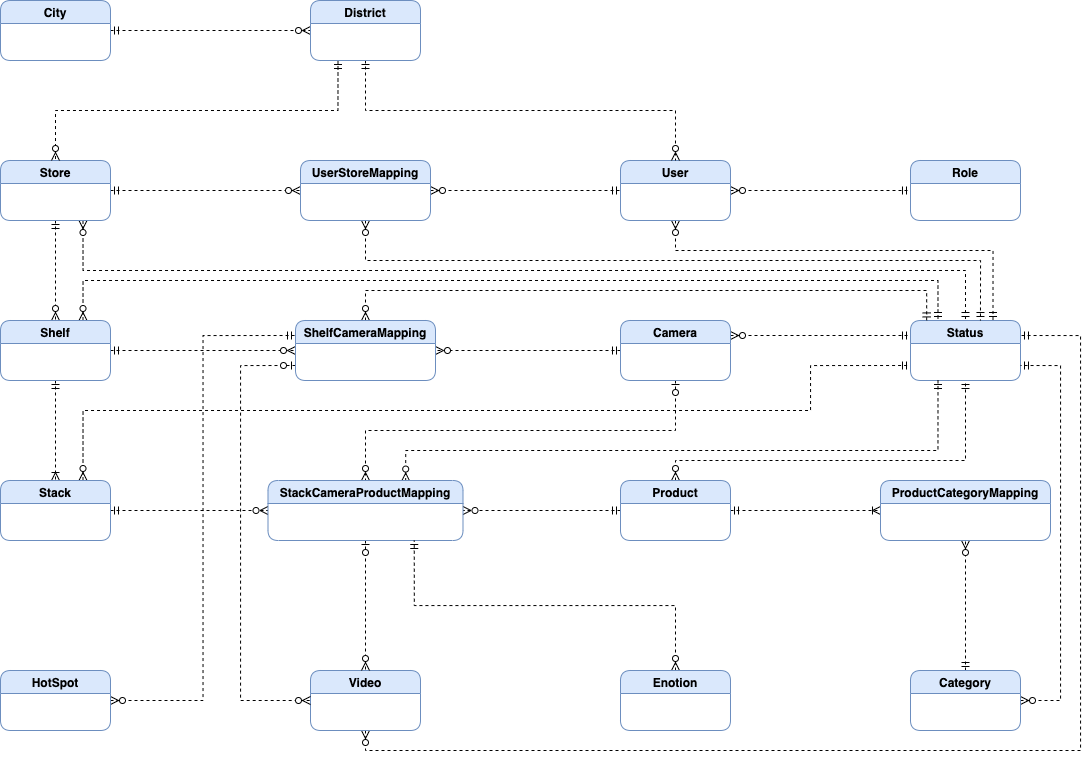 City
District
Store
UserStoreMapping
User
Role
Shelf
ShelfCameraMapping
Camera
Status
Stack
StackCameraProductMapping
Product
ProductCategoryMapping
HotSpot
Video
Enotion
Category